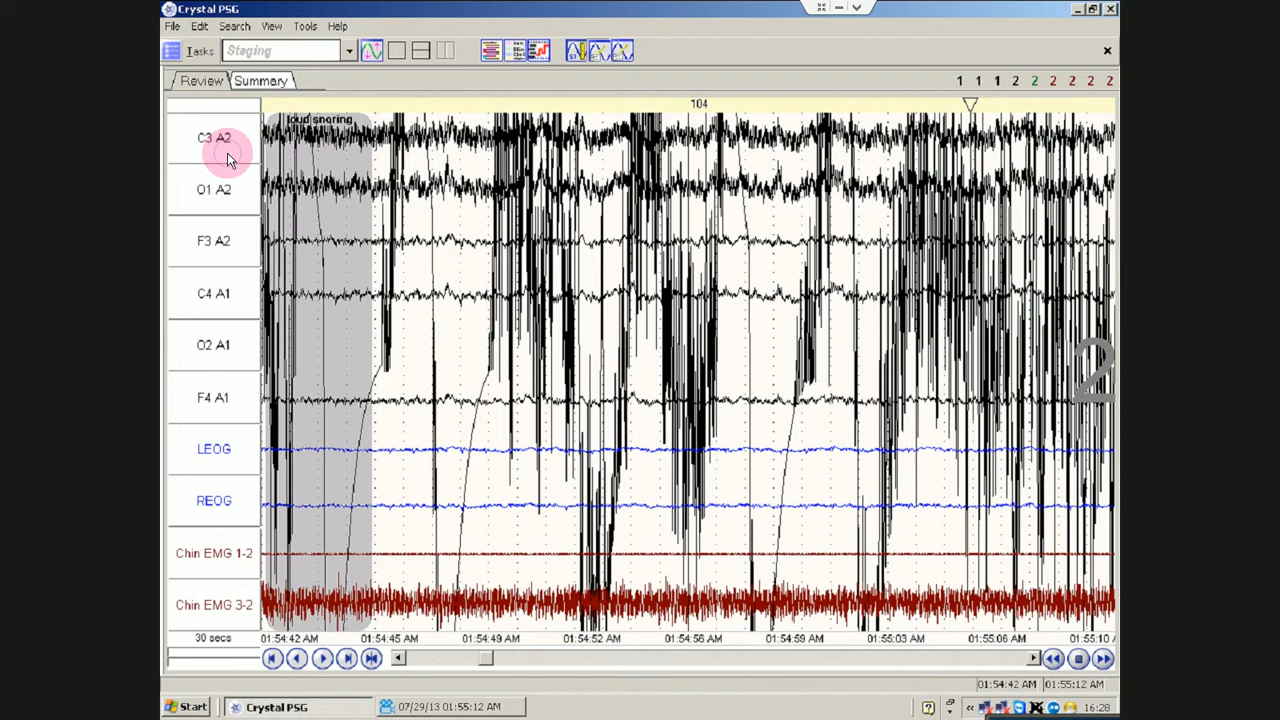 Crystal PSG
File Edit Search View Tools Help
Tasks Staging
Review Summary 1 1 1 2 2 2 2 2 2
104
loud snoring
C3 A2
O1 A2
F3 A2
C4 A1
O2 A1
2
F4 A1
LEOG
REOG
Chin EMG 1-2
Chin EMG 3-2
30 secs 01:54:42 AM 01:54:45 AM 01:54:49 AM 01:54:52 AM 01:54:56 AM 01:54:59 AM 01:55:03 AM 01:55:06 AM 01:55:10
01:54:42 AM 01:55:12 AM
Start Crystal PSG 07/29/13 01:55:12 AM 16:28